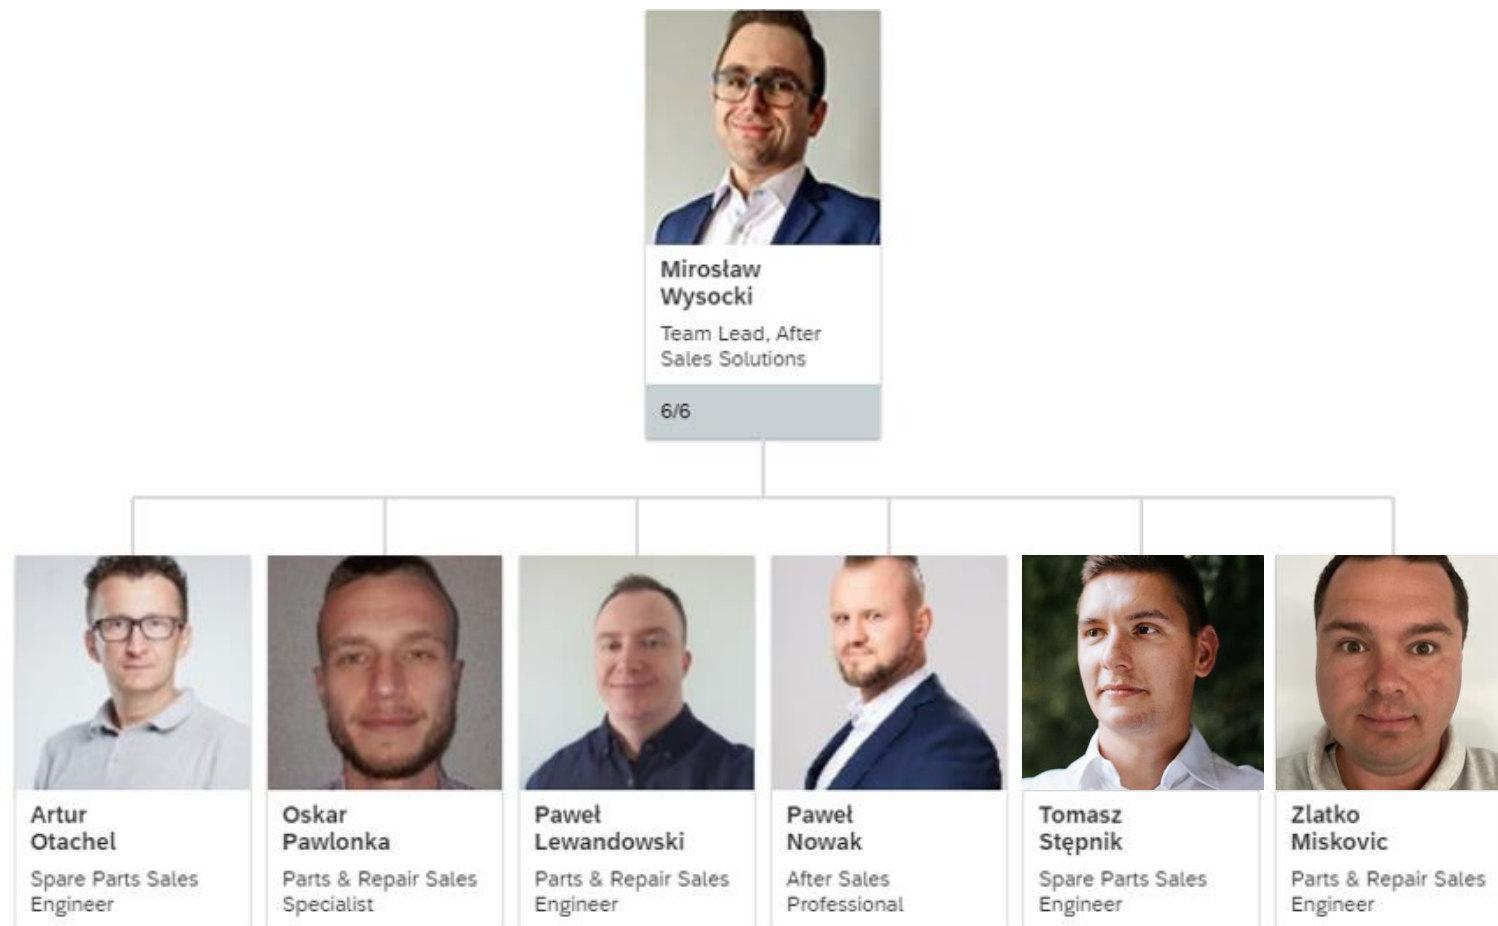 Mirosław
Wysocki
Team Lead, After
Sales Solutions
6/6
Artur
Otachel
Spare Parts Sales
Engineer
Oskar
Pawlonka
Parts & Repair Sales
Specialist
Paweł
Lewandowski
Parts & Repair Sales
Engineer
Paweł
Nowak
After Sales
Professional
Tomasz
Stępnik
Spare Parts Sales
Engineer
Zlatko
Miskovic
Parts & Repair Sales
Engineer